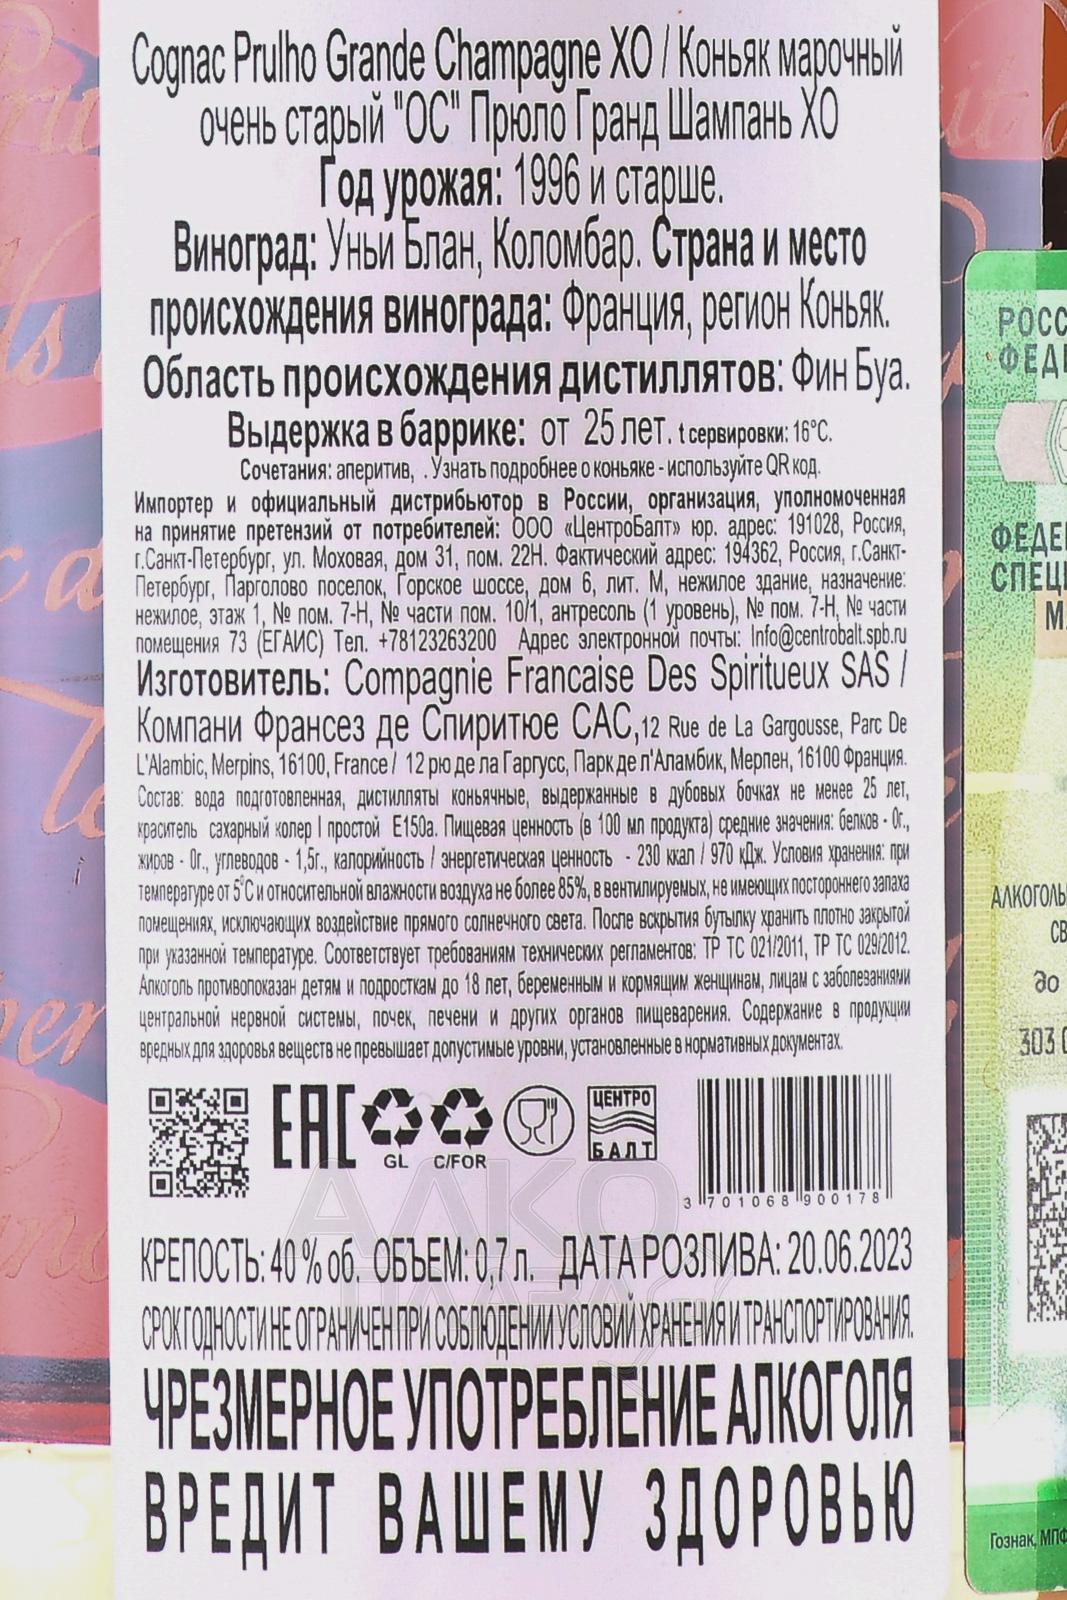 Cognac Prulho Grande Champagne XO / Коньяк марочный
очень старый "ОС" Прюло Гранд Шампань ХО
Год урожая: 1996 и старше.
Виноград: Уньи Блан, Коломбар. Страна и место
происхождения винограда: Франция, регион Коньяк.
Область происхождения дистиллятов: Фин Буа.
Выдержка в баррике: от 25 лет. t сервировки: 16°С.
Сочетания: аперитив, . Узнать подробнее о коньяке - используйте QR код.
Импортер и официальный дистрибьютор в России, организация, уполномоченная
на принятие претензий от потребителей: ООО «ЦентроБалт» юр. адрес: 191028, Россия,
г.Санкт-Петербург, ул. Моховая, дом 31, пом. 22Н. Фактический адрес: 194362, Россия, г.Санкт-
Петербург, Парголово поселок, Горское шоссе, дом 6, лит. М, нежилое здание, назначение:
нежилое, этаж 1, № пом. 7-Н, № части пом. 10/1, антресоль (1 уровень), № пом. 7-Н, № части
помещения 73 (ЕГАИС) Тел. +78123263200 Адрес электронной почты: Info@centrobalt.spb.ru
Изготовитель: Compagnie Francaise Des Spiritueux SAS /
Компани Франсез де Спиритюе САС,12 Rue de La Gargousse, Parc De
L'Alambic, Merpins, 16100, France / 12 рю де ла Гаргусс, Парк де л'Аламбик, Мерпен, 16100 Франция.
Состав: вода подготовленная, дистилляты коньячные, выдержанные в дубовых бочках не менее 25 лет,
краситель сахарный колер I простой Е150а. Пищевая ценность (в 100 мл продукта) средние значения: белков - 0г.,
жиров - 0г., углеводов - 1,5г., калорийность / энергетическая ценность - 230 ккал / 970 кДж. Условия хранения: при
температуре от 5°С и относительной влажности воздуха не более 85%, в вентилируемых, не имеющих постороннего запаха
помещениях, исключающих воздействие прямого солнечного света. После вскрытия бутылку хранить плотно закрытой
при указанной температуре. Соответствует требованиям технических регламентов: ТР ТС 021/2011, ТР ТС 029/2012.
Алкоголь противопоказан детям и подросткам до 18 лет, беременным и кормящим женщинам, лицам с заболеваниями
центральной нервной системы, почек, печени и других органов пищеварения. Содержание в продукции
вредных для здоровья веществ не превышает допустимые уровни, установленные в нормативных документах.
EAC
GL C/FOR
ЦЕНТРО
БАЛТ
3 701068 900178
КРЕПОСТЬ: 40 % об. ОБЪЕМ: 0,7 л. ДАТА РОЗЛИВА: 20.06.2023
СРОК ГОДНОСТИ НЕ ОГРАНИЧЕН ПРИ СОБЛЮДЕНИИ УСЛОВИЙ ХРАНЕНИЯ И ТРАНСПОРТИРОВАНИЯ.
ЧРЕЗМЕРНОЕ УПОТРЕБЛЕНИЕ АЛКОГОЛЯ
ВРЕДИТ ВАШЕМУ ЗДОРОВЬЮ
АЛКО
ПЛАЗА
до
303
Гознак,